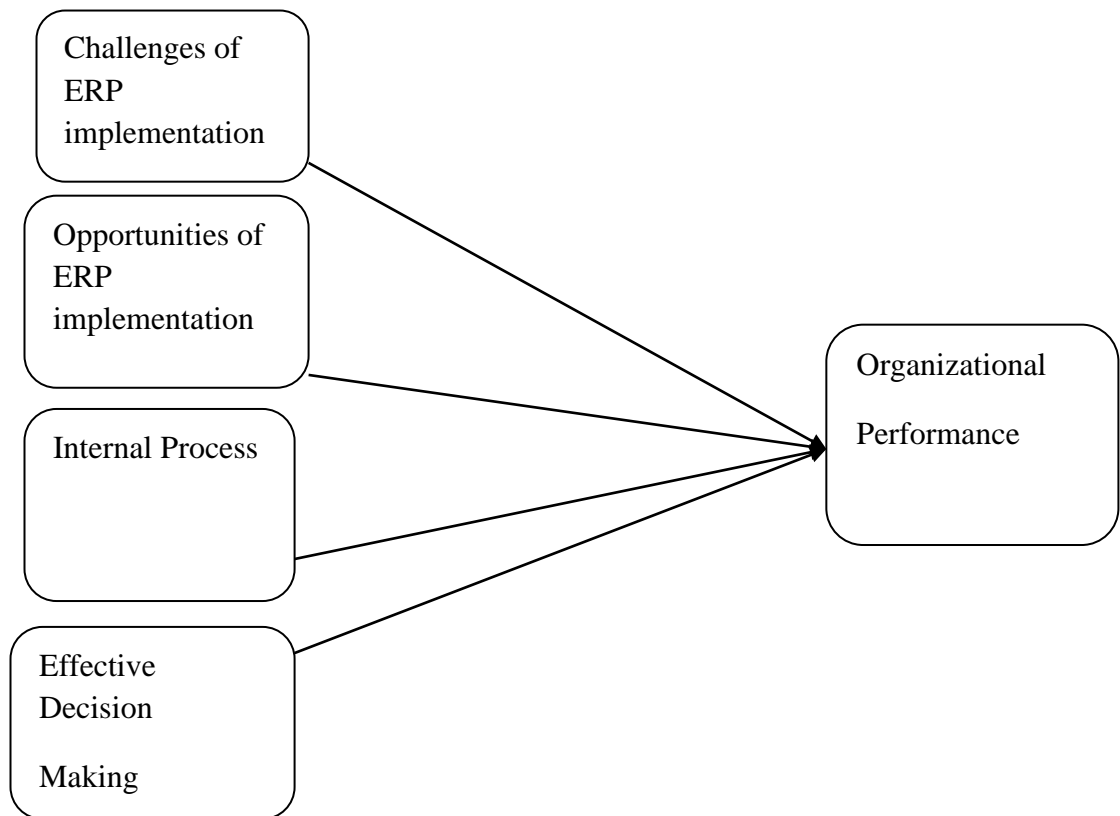 Challenges of
ERP
implementation
Opportunities of
ERP
implementation
Internal Process
Effective
Decision
Making
Organizational
Performance